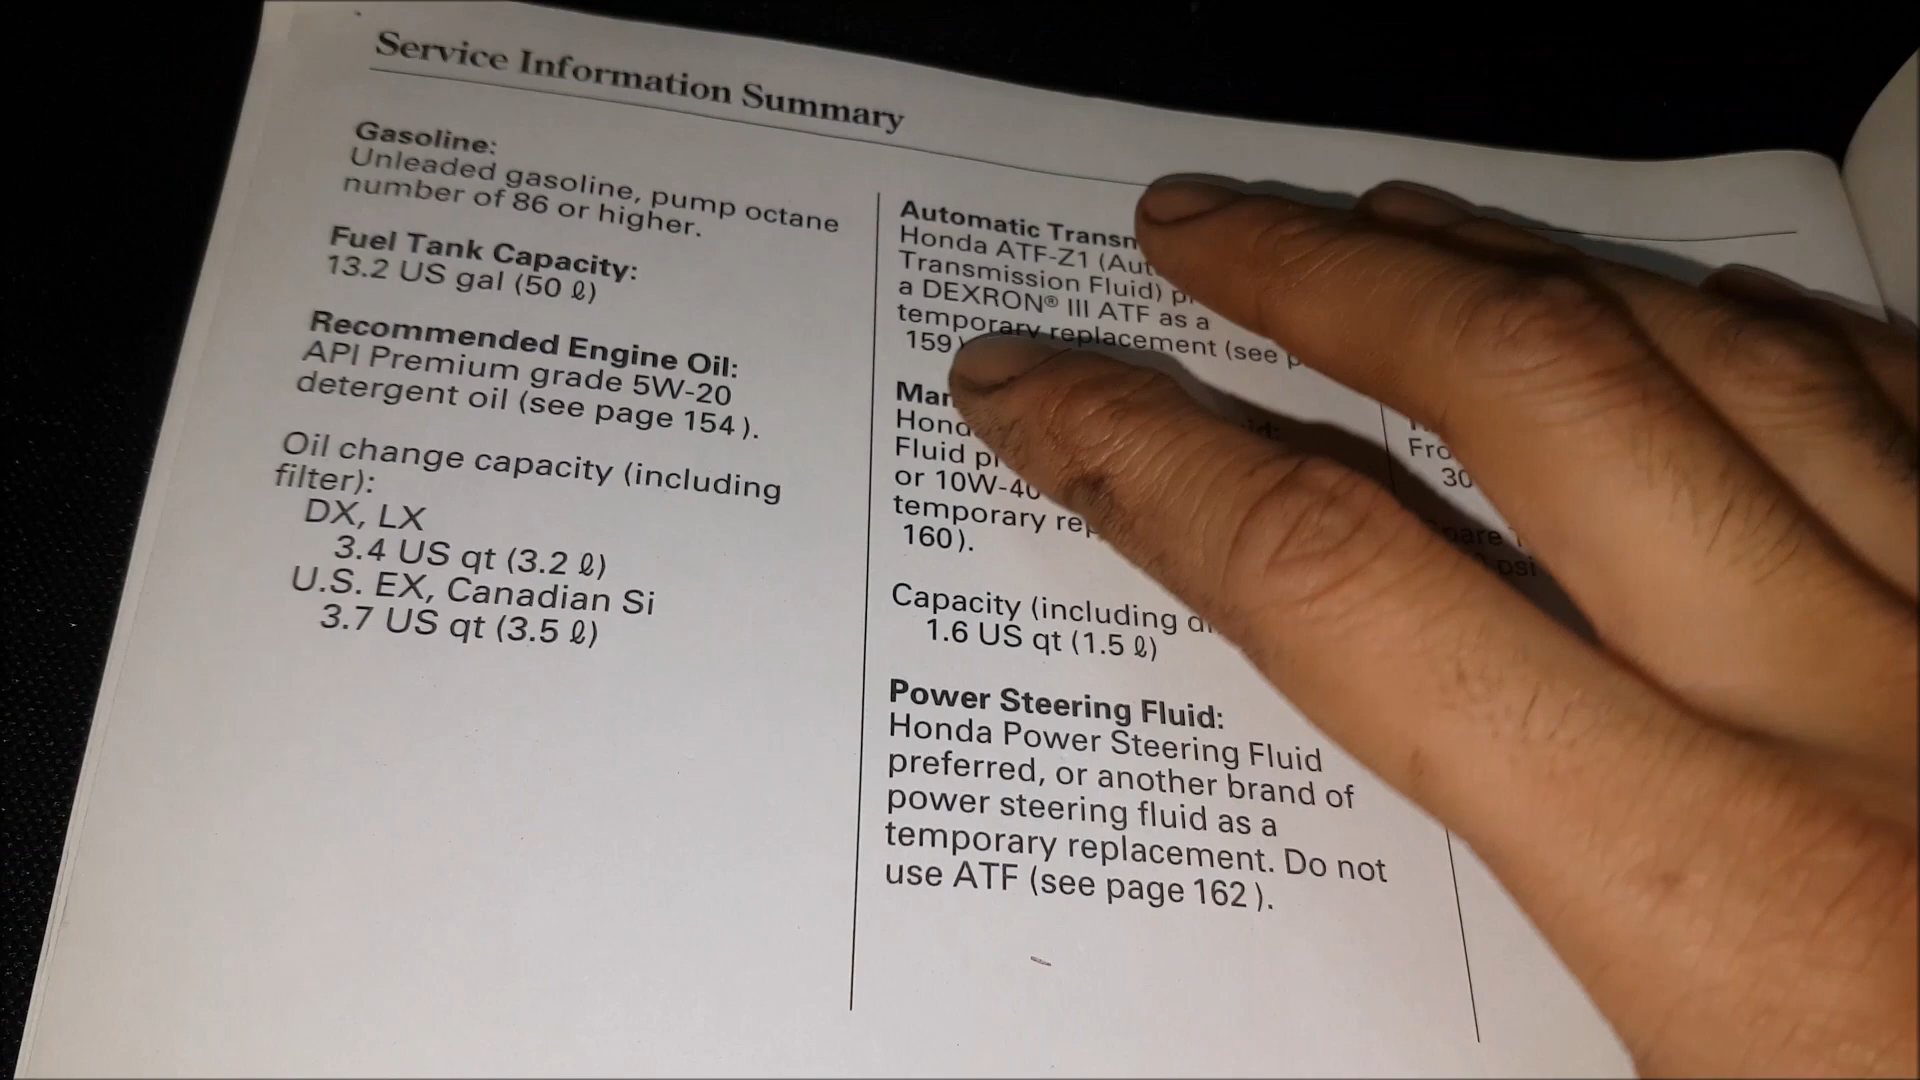 Service Information Summary
Gasoline:
Unleaded gasoline, pump octane
number of 86 or higher.
Fuel Tank Capacity:
13.2 US gal (50 ℓ)
Recommended Engine Oil:
API Premium grade 5W-20
detergent oil (see page 154).
Oil change capacity (including
filter):
DX, LX
3.4 US qt (3.2 ℓ)
U.S. EX, Canadian Si
3.7 US qt (3.5 ℓ)
Automatic
Honda ATF-Z1
Transmission Fluid)
a DEXRON® III ATF as a
temporary replacement (see
159
Fluid
or 10W-40
temporary
160).
Capacity (including
1.6 US qt (1.5 ℓ)
Power Steering Fluid:
Honda Power Steering Fluid
preferred, or another brand of
power steering fluid as a
temporary replacement. Do not
use ATF (see page 162).
30
psi